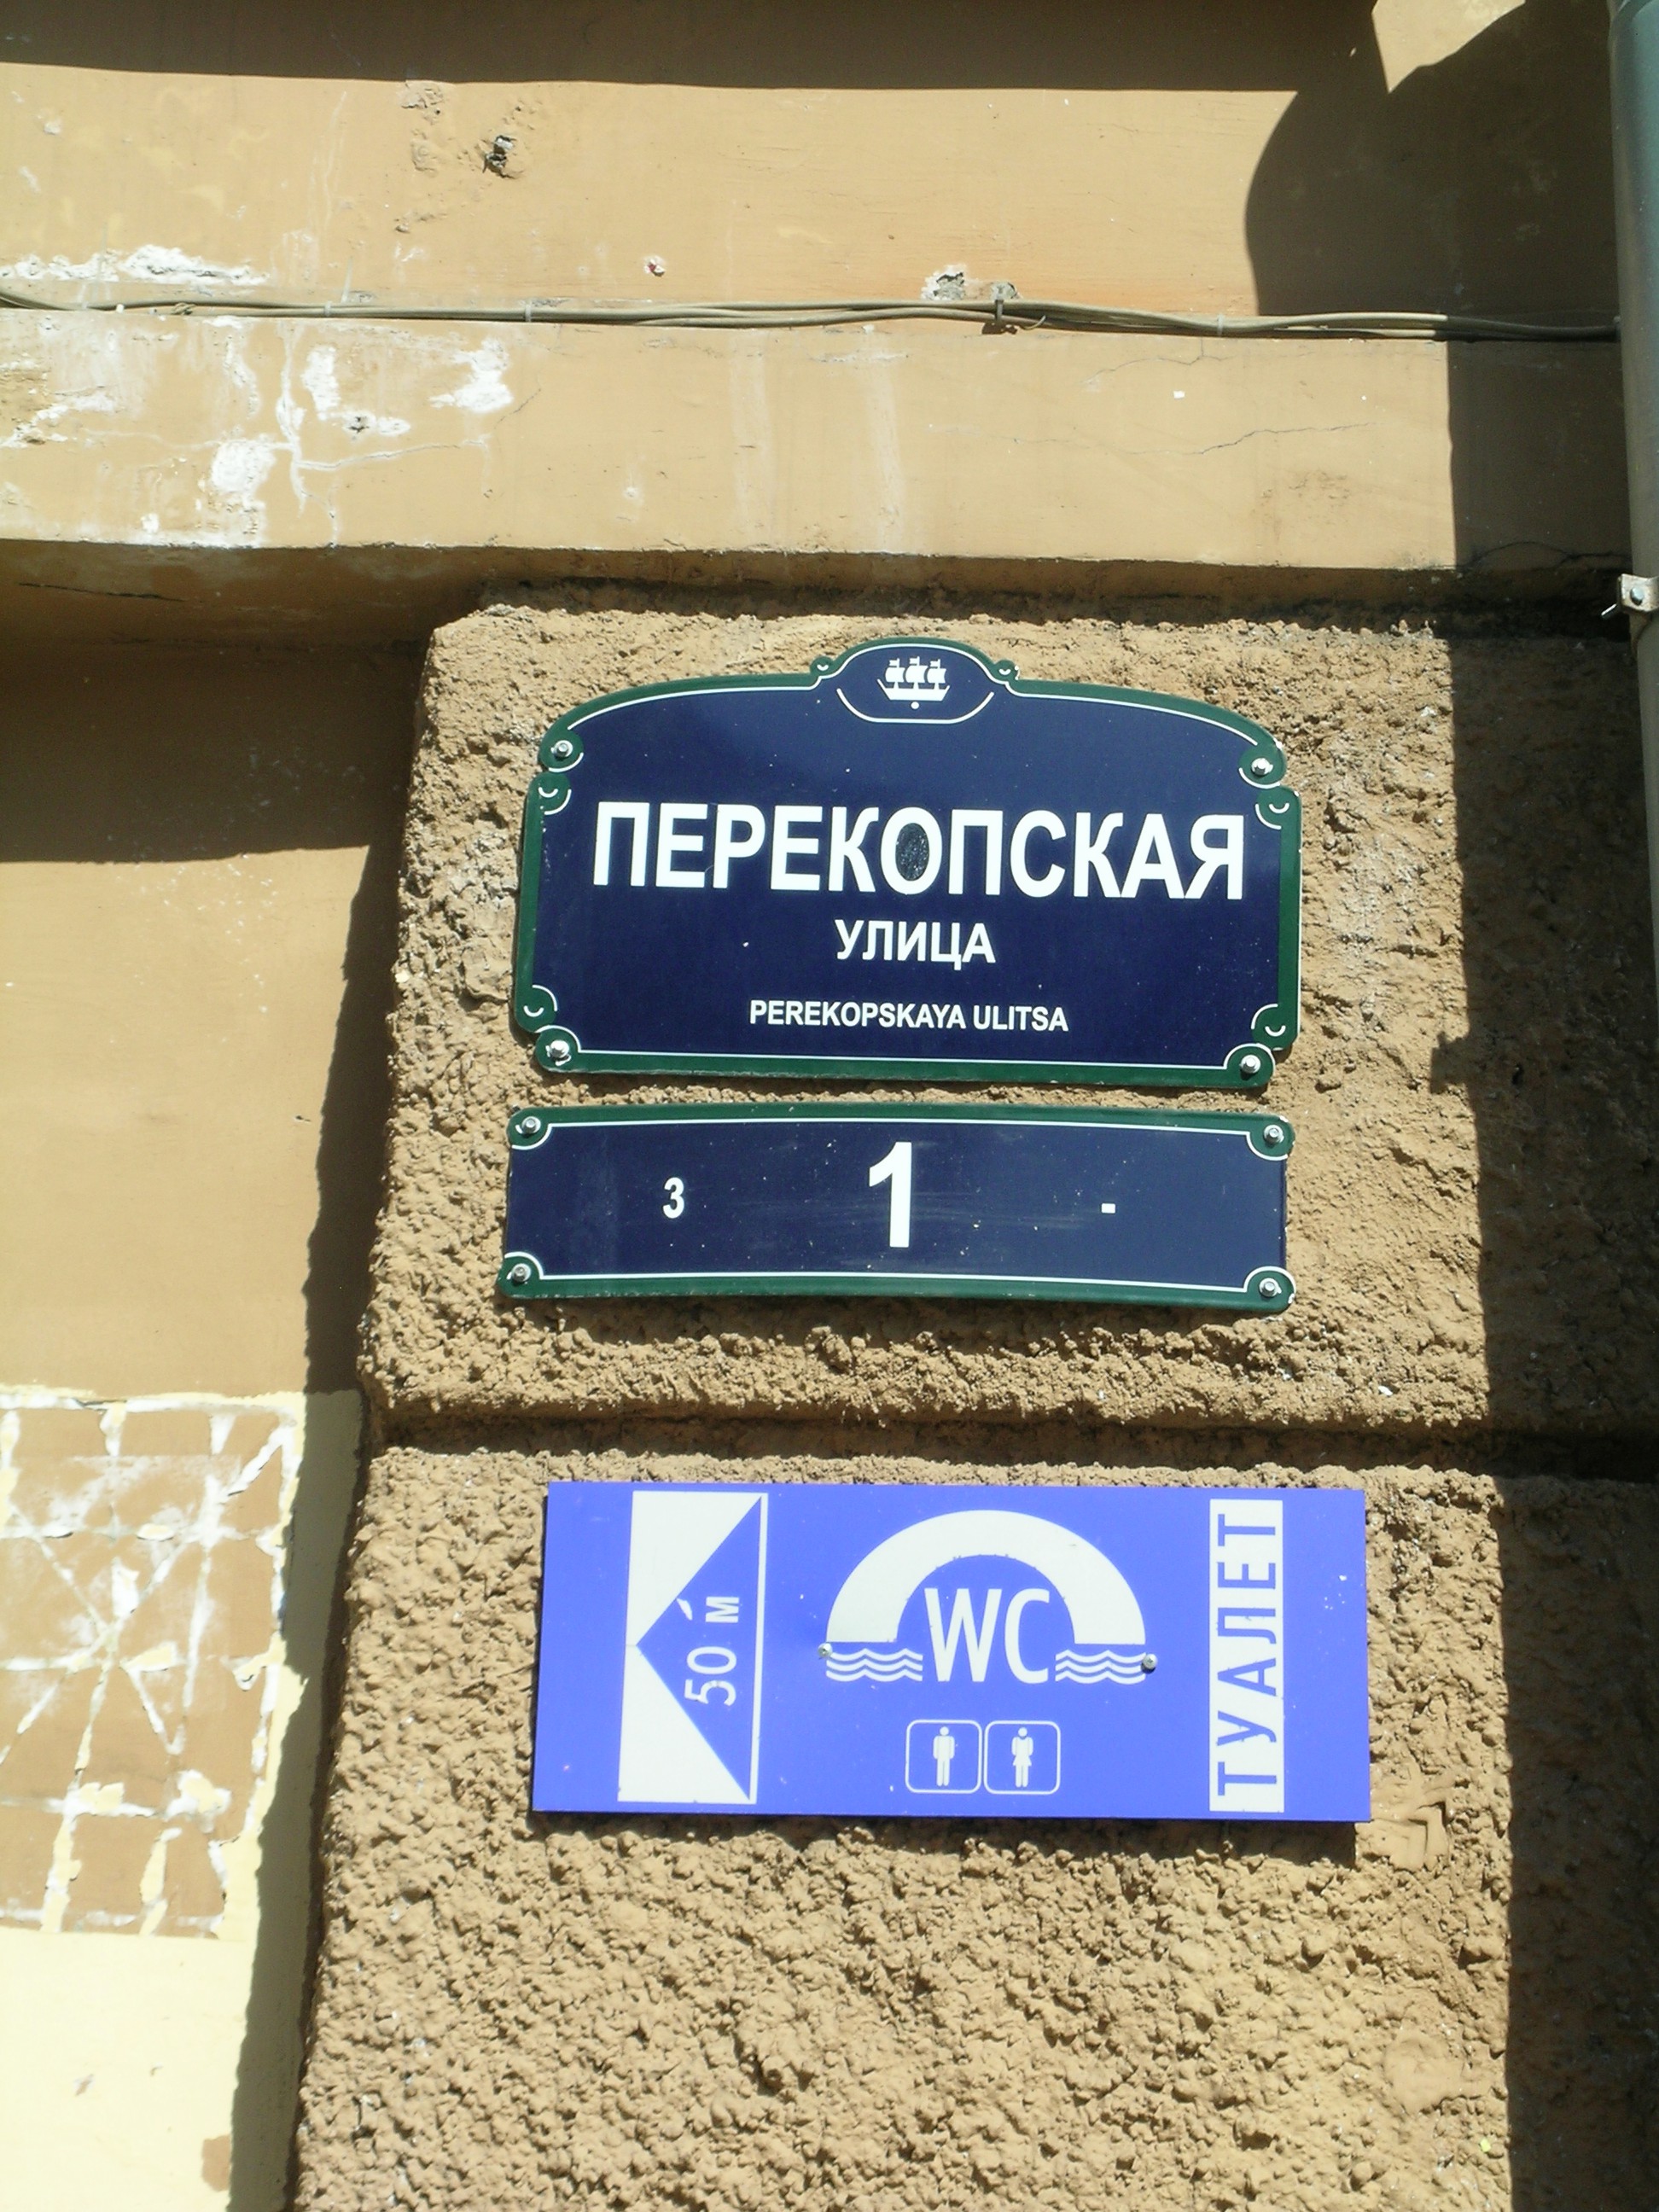 ПЕРЕКОПСКАЯ
УЛИЦА
PEREKOPSKAYA ULITSA
3 1 -
50 м
WC
ТУАЛЕТ